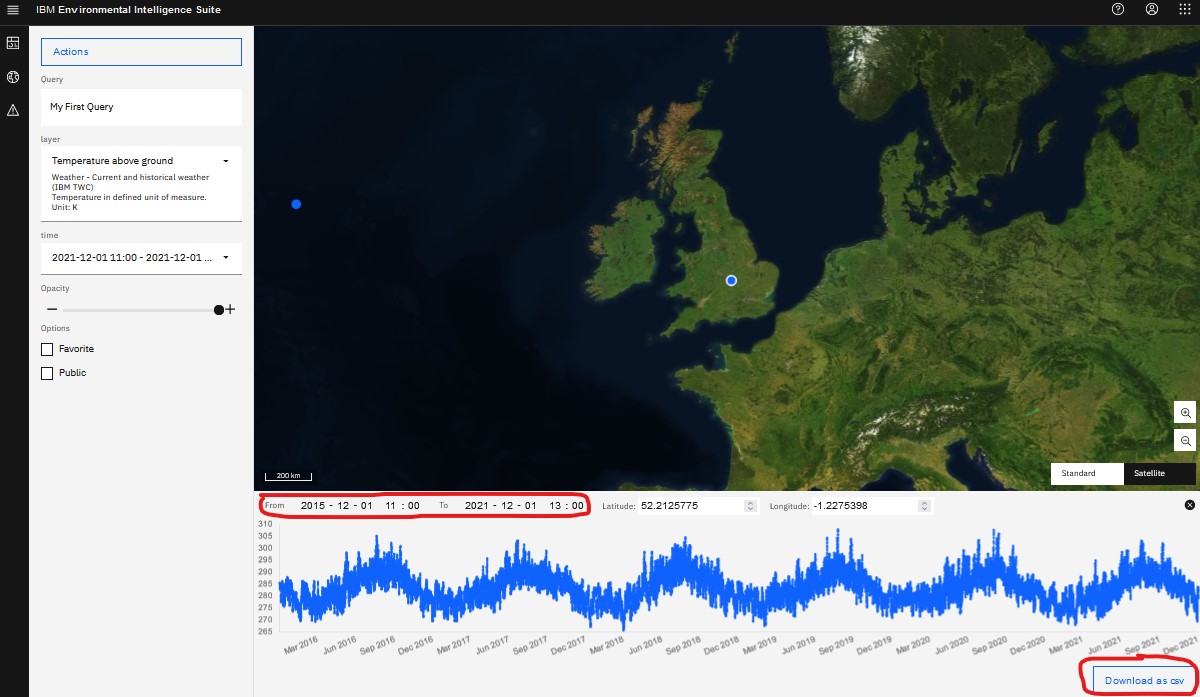 IBM Environmental Intelligence Suite
Actions
Query
My First Query
layer
Temperature above ground
Weather - Current and historical weather
(IBM TWC)
Temperature in defined unit of measure.
Unit: K
time
2021-12-01 11:00 - 2021-12-01 ...
Opacity
Options
Favorite
Public
200 km
Standard Satellite
From 2015 - 12 - 01 11 : 00 To 2021 - 12 - 01 13 : 00 Latitude: 52.2125775 Longitude: -1.2275398
310
305
300
295
290
285
280
275
270
265
Mar 2016 Jun 2016 Sep 2016 Dec 2016 Mar 2017 Jun 2017 Sep 2017 Dec 2017 Mar 2018 Jun 2018 Sep 2018 Dec 2018 Mar 2019 Jun 2019 Sep 2019 Dec 2019 Mar 2020 Jun 2020 Sep 2020 Dec 2020 Mar 2021 Jun 2021 Sep 2021 Dec 2021
Download as csv